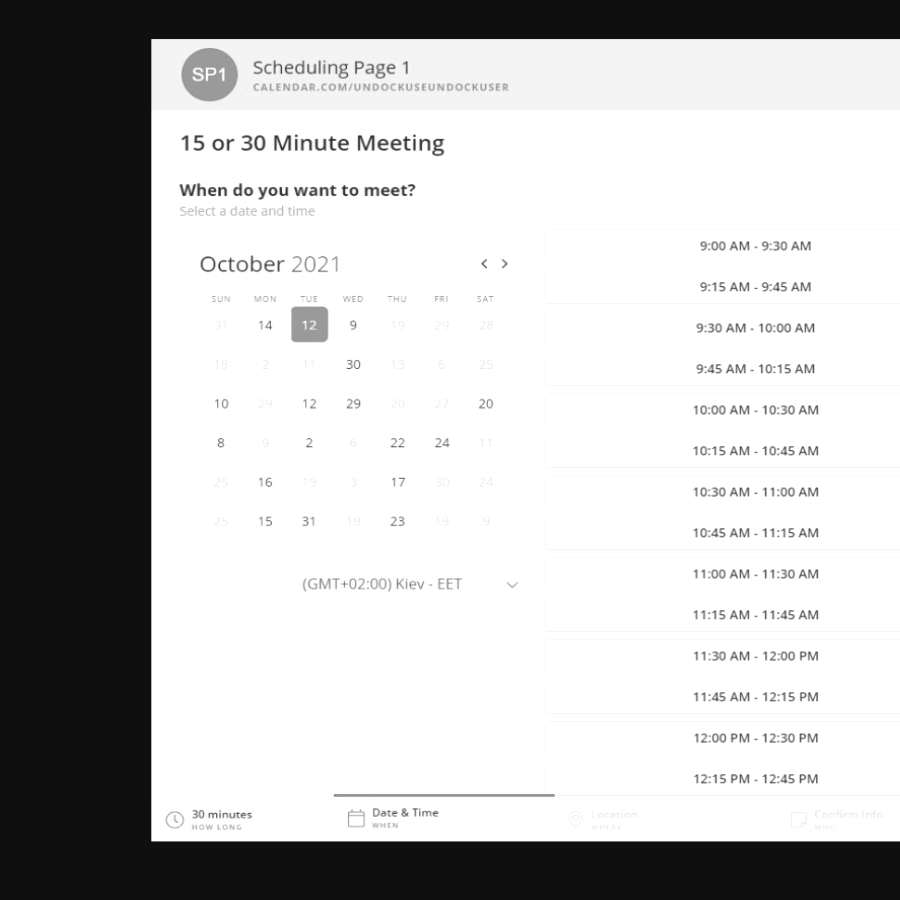 SP1
Scheduling Page 1
CALENDAR.COM/UNDOCKUSEUNDOCKUSER
15 or 30 Minute Meeting
When do you want to meet?
Select a date and time
October 2021
SUN MON TUE WED THU FRI SAT
31 14 12 9 19 29 28
19 2 11 30 13 6 25
10 29 12 29 20 27 20
8 9 2 6 22 24 11
25 16 19 3 17 30 24
25 15 31 19 23 19 9
(GMT+02:00) Kiev - EET
9:00 AM - 9:30 AM
9:15 AM - 9:45 AM
9:30 AM - 10:00 AM
9:45 AM - 10:15 AM
10:00 AM - 10:30 AM
10:15 AM - 10:45 AM
10:30 AM - 11:00 AM
10:45 AM - 11:15 AM
11:00 AM - 11:30 AM
11:15 AM - 11:45 AM
11:30 AM - 12:00 PM
11:45 AM - 12:15 PM
12:00 PM - 12:30 PM
12:15 PM - 12:45 PM
30 minutes
HOW LONG
Date & Time
WHEN
Location
WHERE
Confirm info
WHO